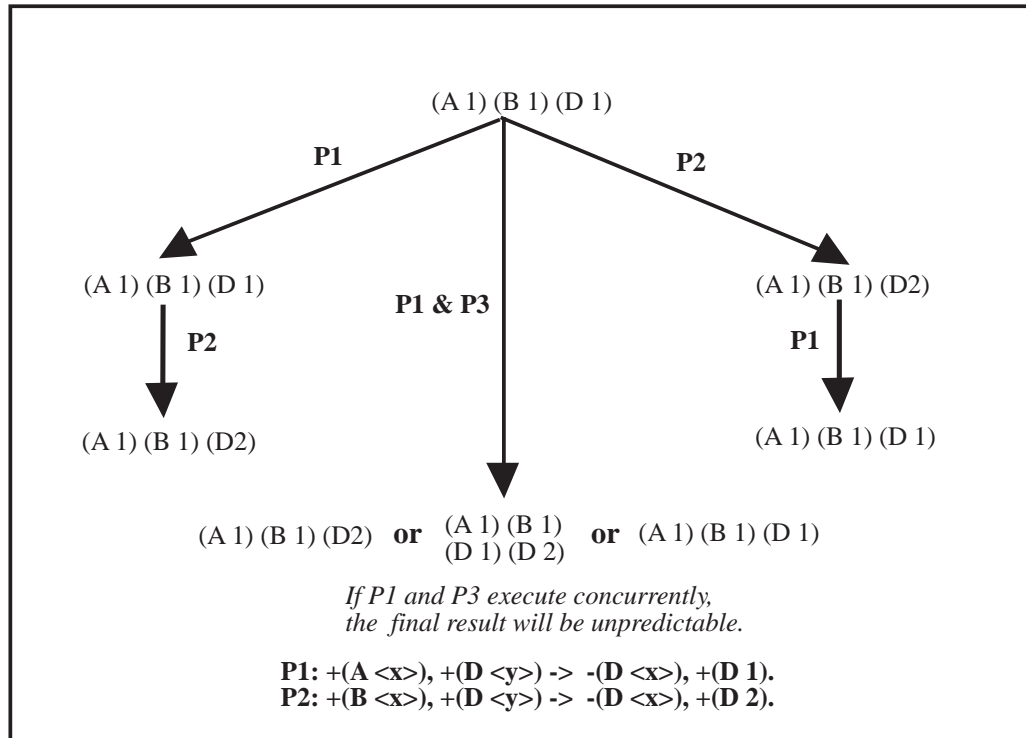 (A 1) (B 1) (D 1)
P1
P2
(A 1) (B 1) (D 1)
P1 & P3
(A 1) (B 1) (D2)
P2
P1
(A 1) (B 1) (D2)
(A 1) (B 1) (D 1)
(A 1) (B 1) (D2) or (A 1) (B 1) or (A 1) (B 1) (D 1)
(D 1) (D 2)
If P1 and P3 execute concurrently,
the final result will be unpredictable.
P1: +(A <x>), +(D <y>) -> -(D <x>), +(D 1).
P2: +(B <x>), +(D <y>) -> -(D <x>), +(D 2).